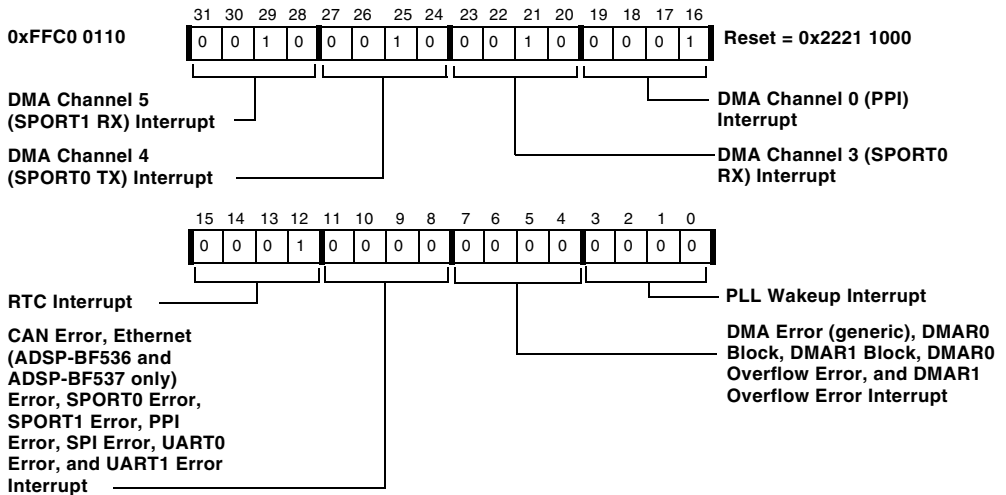 31 30 29 28 27 26 25 24 23 22 21 20 19 18 17 16
0xFFC0 0110
0 0 1 0 0 0 1 0 0 0 1 0 0 0 0 1
Reset = 0x2221 1000
DMA Channel 5
(SPORT1 RX) Interrupt
DMA Channel 0 (PPI)
Interrupt
DMA Channel 4
(SPORT0 TX) Interrupt
DMA Channel 3 (SPORT0
RX) Interrupt
15 14 13 12 11 10 9 8 7 6 5 4 3 2 1 0
0 0 0 1 0 0 0 0 0 0 0 0 0 0 0 0
RTC Interrupt
PLL Wakeup Interrupt
CAN Error, Ethernet
(ADSP-BF536 and
ADSP-BF537 only)
Error, SPORT0 Error,
SPORT1 Error, PPI
Error, SPI Error, UART0
Error, and UART1 Error
Interrupt
DMA Error (generic), DMAR0
Block, DMAR1 Block, DMAR0
Overflow Error, and DMAR1
Overflow Error Interrupt